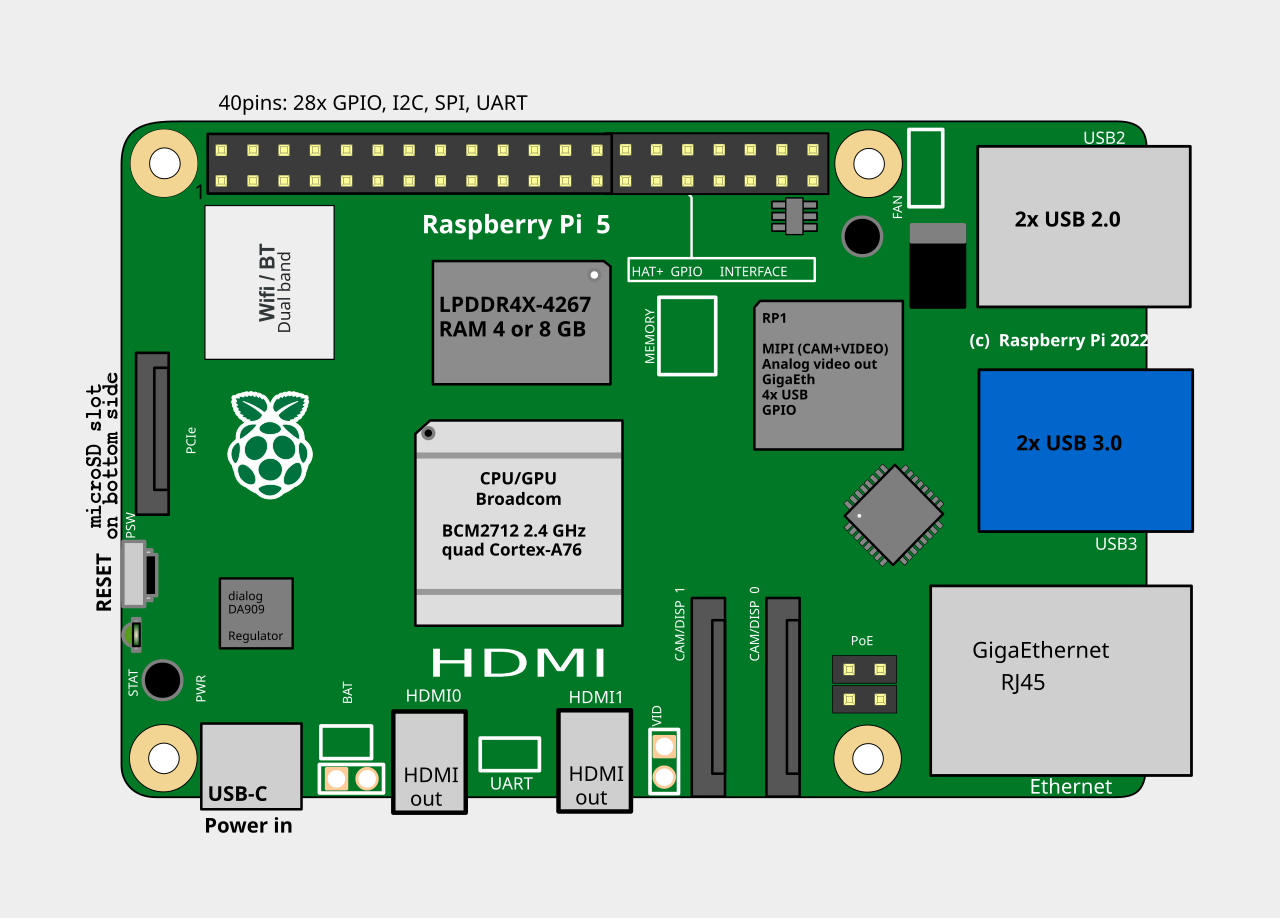 40pins: 28x GPIO, I2C, SPI, UART
USB2
1
FAN
2x USB 2.0
Raspberry Pi 5
HAT+ GPIO INTERFACE
Wifi / BT
Dual band
LPDDR4X-4267
RAM 4 or 8 GB
MEMORY
RP1
MIPI (CAM+VIDEO)
Analog video out
GigaEth
4x USB
GPIO
(c) Raspberry Pi 2022
microSD slot
on bottom side
PCIe
2x USB 3.0
CPU/GPU
Broadcom
BCM2712 2.4 GHz
quad Cortex-A76
PSW
USB3
RESET
dialog
DA909
Regulator
CAM/DISP 1
CAM/DISP 0
PoE
GigaEthernet
RJ45
HDMI
STAT
PWR
BAT
HDMI0
HDMI1
VID
HDMI
out
HDMI
out
UART
USB-C
Ethernet
Power in